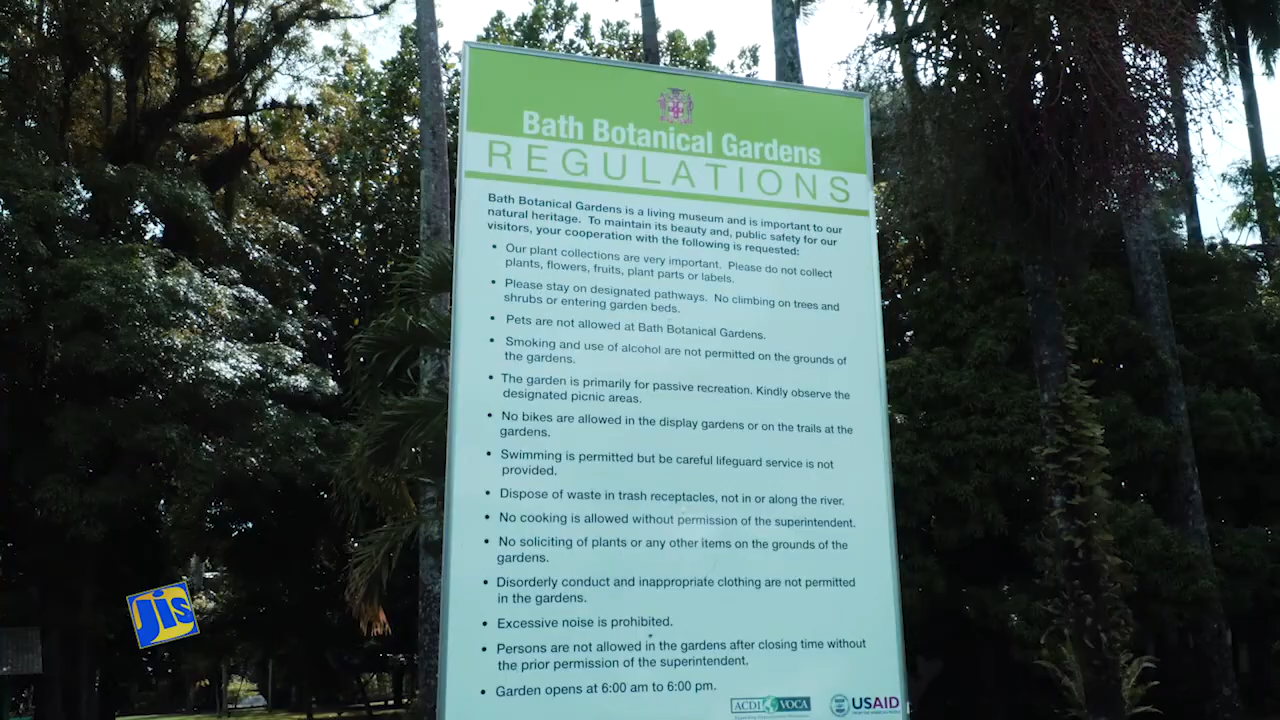 Bath Botanical Gardens
REGULATIONS
Bath Botanical Gardens is a living museum and is important to our
natural heritage. To maintain its beauty and, public safety for our
visitors, your cooperation with the following is requested:
• Our plant collections are very important. Please do not collect
plants, flowers, fruits, plant parts or labels.
• Please stay on designated pathways. No climbing on trees and
shrubs or entering garden beds.
• Pets are not allowed at Bath Botanical Gardens.
• Smoking and use of alcohol are not permitted on the grounds of
the gardens.
• The garden is primarily for passive recreation. Kindly observe the
designated picnic areas.
• No bikes are allowed in the display gardens or on the trails at the
gardens.
• Swimming is permitted but be careful lifeguard service is not
provided.
• Dispose of waste in trash receptacles, not in or along the river.
• No cooking is allowed without permission of the superintendent.
• No soliciting of plants or any other items on the grounds of the
gardens.
• Disorderly conduct and inappropriate clothing are not permitted
in the gardens.
• Excessive noise is prohibited.
• Persons are not allowed in the gardens after closing time without
the prior permission of the superintendent.
• Garden opens at 6:00 am to 6:00 pm.
ACDI VOCA
USAID
Jis